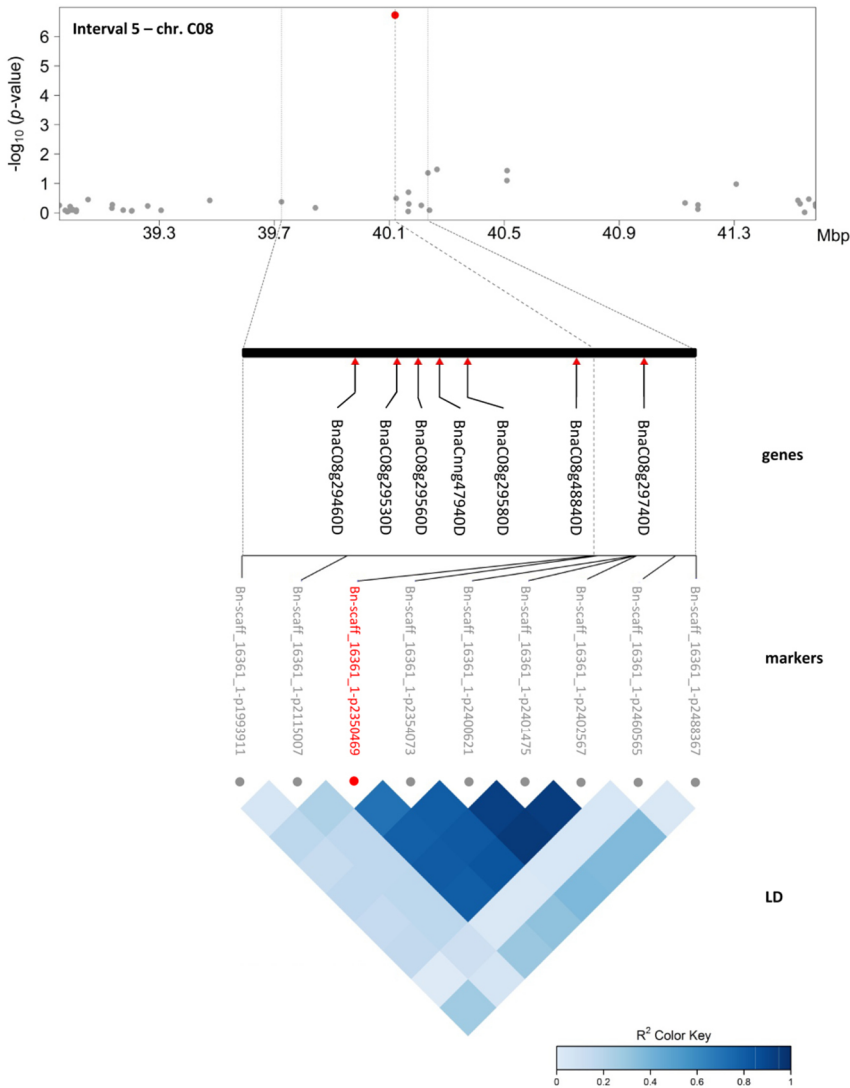 Interval 5 – chr. C08
-log₁₀ (p-value)
6
5
4
3
2
1
0
39.3 39.7 40.1 40.5 40.9 41.3 Mbp
BnaC08g29460D
BnaC08g29530D
BnaC08g29560D
BnaCnng47940D
BnaC08g29580D
BnaC08g48840D
BnaC08g29740D
genes
Bn-scaff_16361_1-p1993911
Bn-scaff_16361_1-p2115007
Bn-scaff_16361_1-p2350469
Bn-scaff_16361_1-p2354073
Bn-scaff_16361_1-p2400621
Bn-scaff_16361_1-p2401475
Bn-scaff_16361_1-p2402567
Bn-scaff_16361_1-p2460565
Bn-scaff_16361_1-p2488367
markers
LD
R² Color Key
0 0.2 0.4 0.6 0.8 1